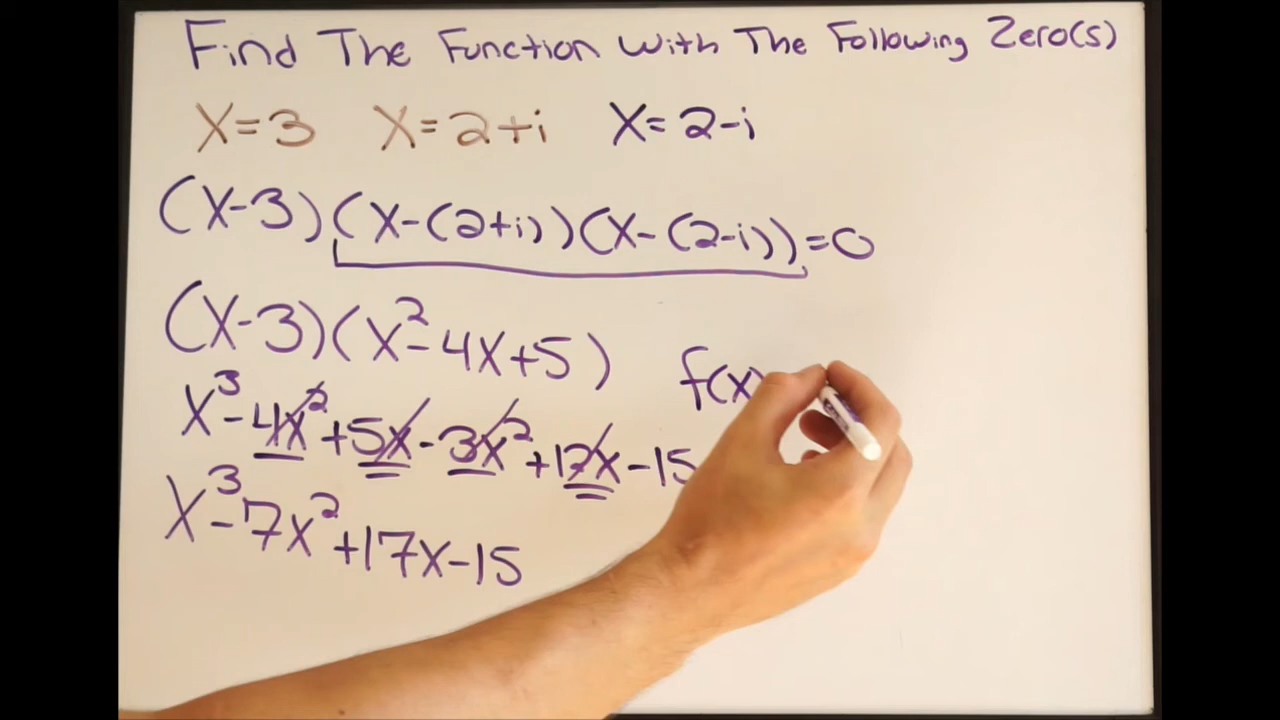 Find The Function With The Following Zero(s)
X=3 X=2+i X=2-i
(X-3)(X-(2+i))(X-(2-i))=0
(X-3)(X²-4X+5)
f(x)
X³-4x²+5x-3x²+12x-15
X³-7x²+17x-15